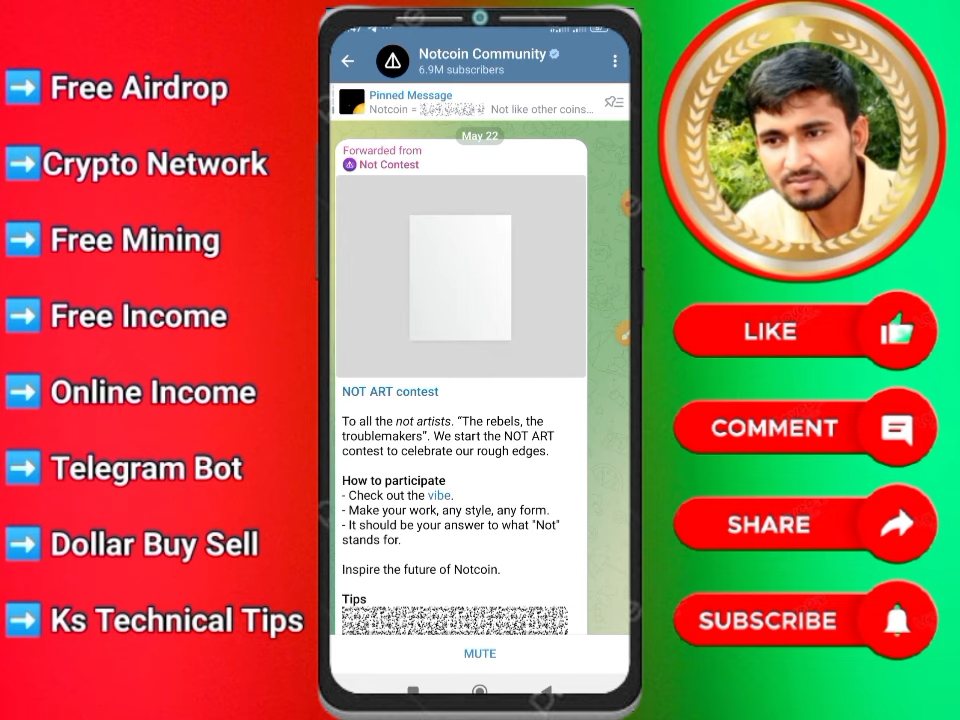 Free Airdrop
Crypto Network
Free Mining
Free Income
Online Income
Telegram Bot
Dollar Buy Sell
Ks Technical Tips
Notcoin Community
6.9M subscribers
Pinned Message
Notcoin = Not like other coins...
May 22
Forwarded from
Not Contest
NOT ART contest
To all the not artists. “The rebels, the
troublemakers”. We start the NOT ART
contest to celebrate our rough edges.
How to participate
- Check out the vibe.
- Make your work, any style, any form.
- It should be your answer to what "Not"
stands for.
Inspire the future of Notcoin.
Tips
MUTE
LIKE
COMMENT
SHARE
SUBSCRIBE